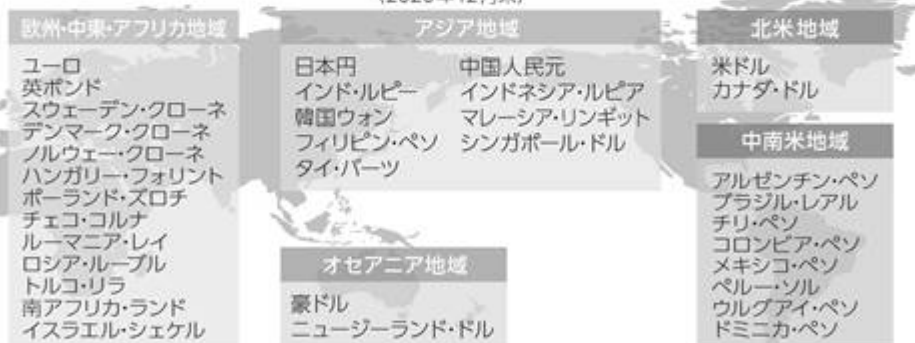 欧州・中東・アフリカ地域
ユーロ
英ポンド
スウェーデン・クローネ
デンマーク・クローネ
ノルウェー・クローネ
ハンガリー・フォリント
ポーランド・ズロチ
チェコ・コルナ
ルーマニア・レイ
ロシア・ルーブル
トルコ・リラ
南アフリカ・ランド
イスラエル・シェケル
アジア地域
日本円 中国人民元
インド・ルピー インドネシア・ルピア
韓国ウォン マレーシア・リンギット
フィリピン・ペソ シンガポール・ドル
タイ・バーツ
オセアニア地域
豪ドル
ニュージーランド・ドル
北米地域
米ドル
カナダ・ドル
中南米地域
アルゼンチン・ペソ
ブラジル・レアル
チリ・ペソ
コロンビア・ペソ
メキシコ・ペソ
ペルー・ソル
ウルグアイ・ペソ
ドミニカ・ペソ